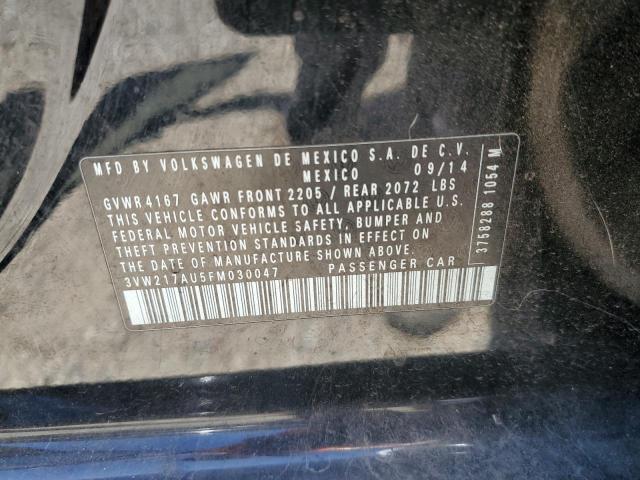 MFD BY VOLKSWAGEN DE MEXICO S.A. DE C.V.
MEXICO 09/14
GVWR 4167 GAWR FRONT 2205 / REAR 2072 LBS
THIS VEHICLE CONFORMS TO ALL APPLICABLE U.S.
FEDERAL MOTOR VEHICLE SAFETY, BUMPER AND
THEFT PREVENTION STANDARDS IN EFFECT ON
THE DATE OF MANUFACTURE SHOWN ABOVE.
3VW217AU5FM030047 PASSENGER CAR
3758288 1054 M